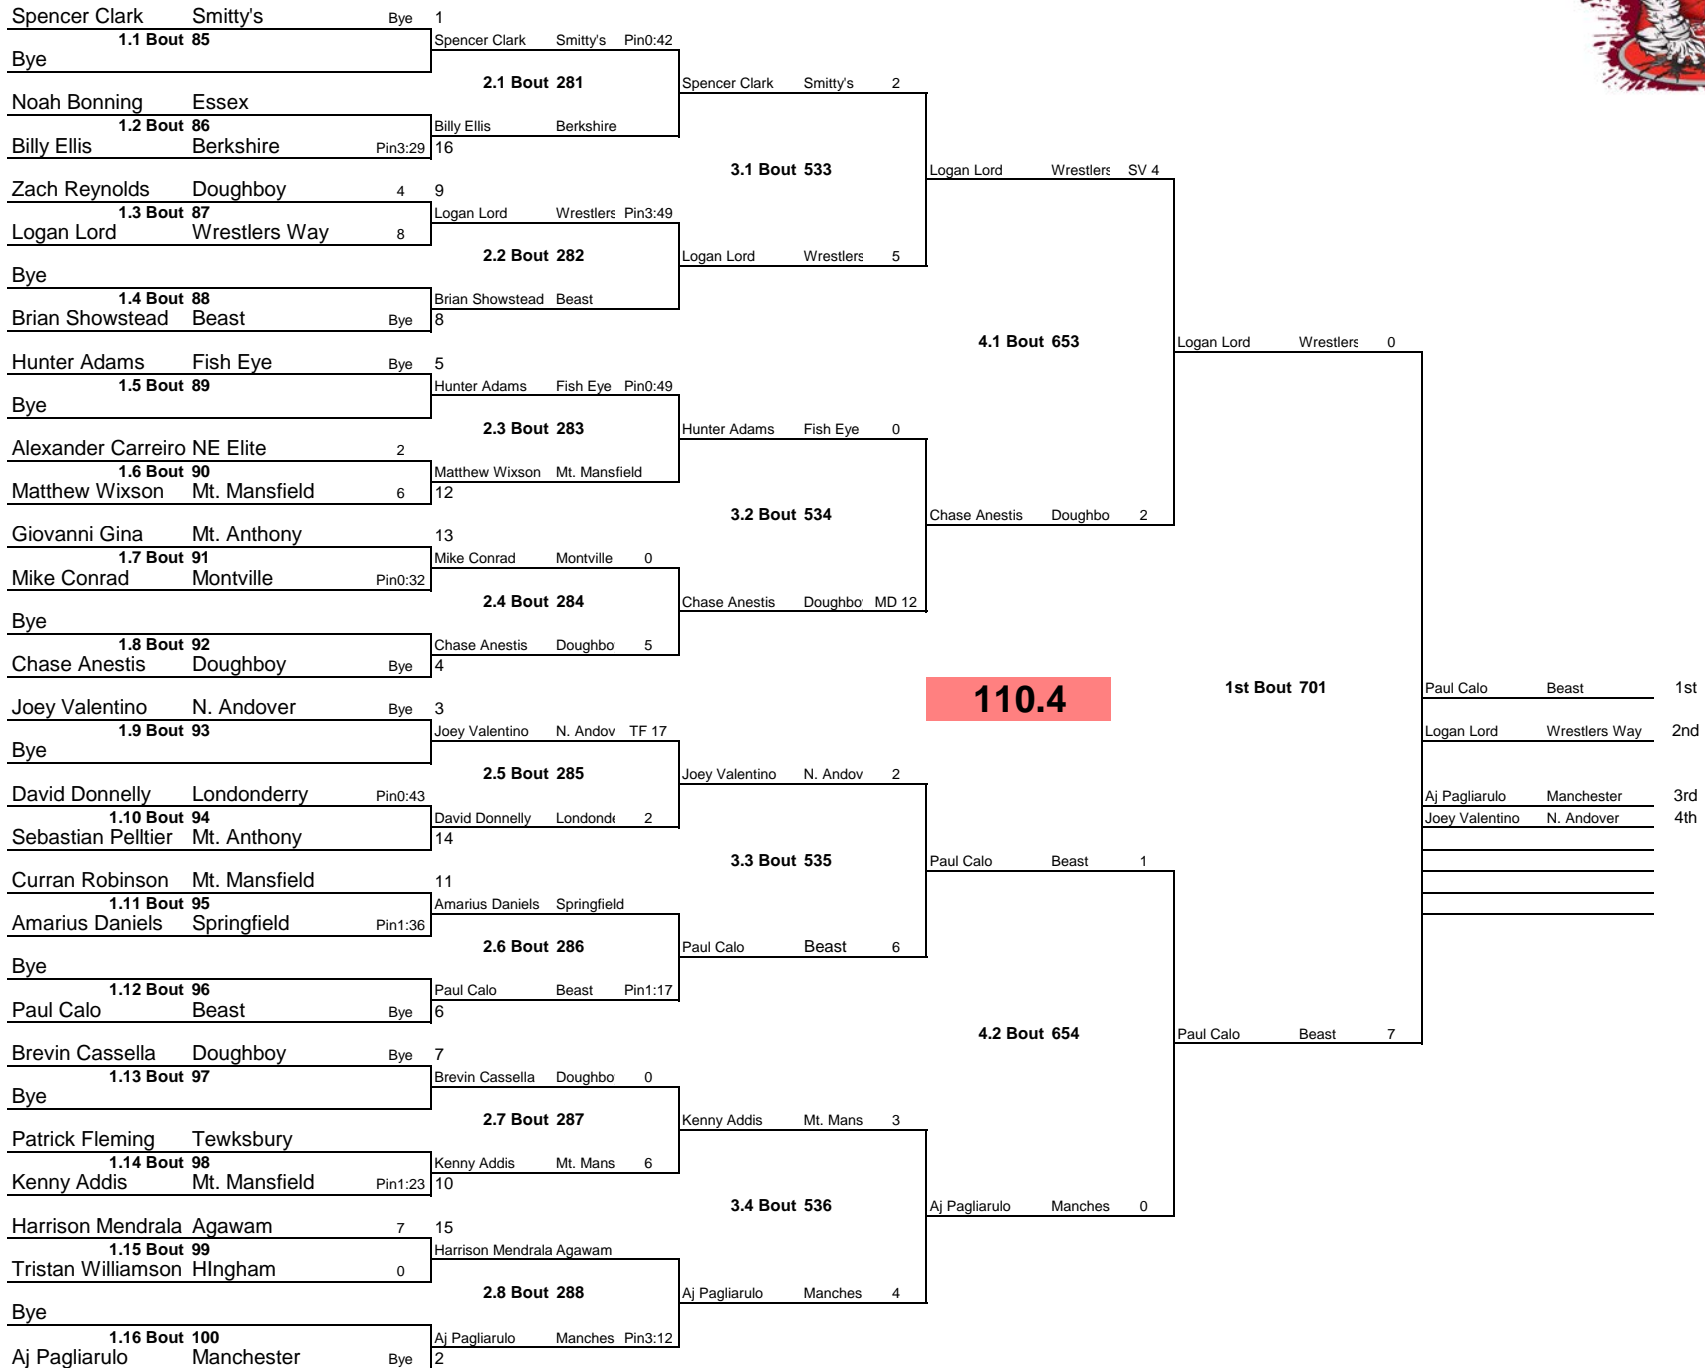 Spencer Clark Smitty's Bye 1
1.1 Bout 85
Bye
Noah Bonning Essex
1.2 Bout 86
Billy Ellis Berkshire Pin3:29 16
Zach Reynolds Doughboy 4 9
1.3 Bout 87
Logan Lord Wrestlers Way 8
Bye
1.4 Bout 88
Brian Showstead Beast Bye 8
Hunter Adams Fish Eye Bye 5
1.5 Bout 89
Bye
Alexander Carreiro NE Elite 2
1.6 Bout 90
Matthew Wixson Mt. Mansfield 6 12
Giovanni Gina Mt. Anthony 13
1.7 Bout 91
Mike Conrad Montville Pin0:32
Bye
1.8 Bout 92
Chase Anestis Doughboy Bye 4
Joey Valentino N. Andover Bye 3
1.9 Bout 93
Bye
David Donnelly Londonderry Pin0:43
1.10 Bout 94
Sebastian Pelltier Mt. Anthony 14
Curran Robinson Mt. Mansfield 11
1.11 Bout 95
Amarius Daniels Springfield Pin1:36
Bye
1.12 Bout 96
Paul Calo Beast Bye 6
Brevin Cassella Doughboy Bye 7
1.13 Bout 97
Bye
Patrick Fleming Tewksbury
1.14 Bout 98
Kenny Addis Mt. Mansfield Pin1:23 10
Harrison Mendrala Agawam 7 15
1.15 Bout 99
Tristan Williamson HIngham 0
Bye
1.16 Bout 100
Aj Pagliarulo Manchester Bye 2
Spencer Clark Smitty's Pin0:42
2.1 Bout 281
Billy Ellis Berkshire
Logan Lord Wrestlers Pin3:49
2.2 Bout 282
Brian Showstead Beast
Hunter Adams Fish Eye Pin0:49
2.3 Bout 283
Matthew Wixson Mt. Mansfield
Mike Conrad Montville 0
2.4 Bout 284
Chase Anestis Doughbo 5
Joey Valentino N. Andov TF 17
2.5 Bout 285
David Donnelly Londond 2
Amarius Daniels Springfield
2.6 Bout 286
Paul Calo Beast Pin1:17
Brevin Cassella Doughbo 0
2.7 Bout 287
Kenny Addis Mt. Mans 6
Harrison Mendrala Agawam
2.8 Bout 288
Aj Pagliarulo Manches Pin3:12
Spencer Clark Smitty's 2
3.1 Bout 533
Logan Lord Wrestlers 5
Hunter Adams Fish Eye 0
3.2 Bout 534
Chase Anestis Doughbo MD 12
Joey Valentino N. Andov 2
3.3 Bout 535
Paul Calo Beast 6
Kenny Addis Mt. Mans 3
3.4 Bout 536
Aj Pagliarulo Manches 4
Logan Lord Wrestlers SV 4
4.1 Bout 653
Chase Anestis Doughbo 2
110.4
Paul Calo Beast 1
4.2 Bout 654
Aj Pagliarulo Manches 0
Logan Lord Wrestlers 0
1st Bout 701
Paul Calo Beast 7
Paul Calo Beast 1st
Logan Lord Wrestlers Way 2nd
Aj Pagliarulo Manchester 3rd
Joey Valentino N. Andover 4th